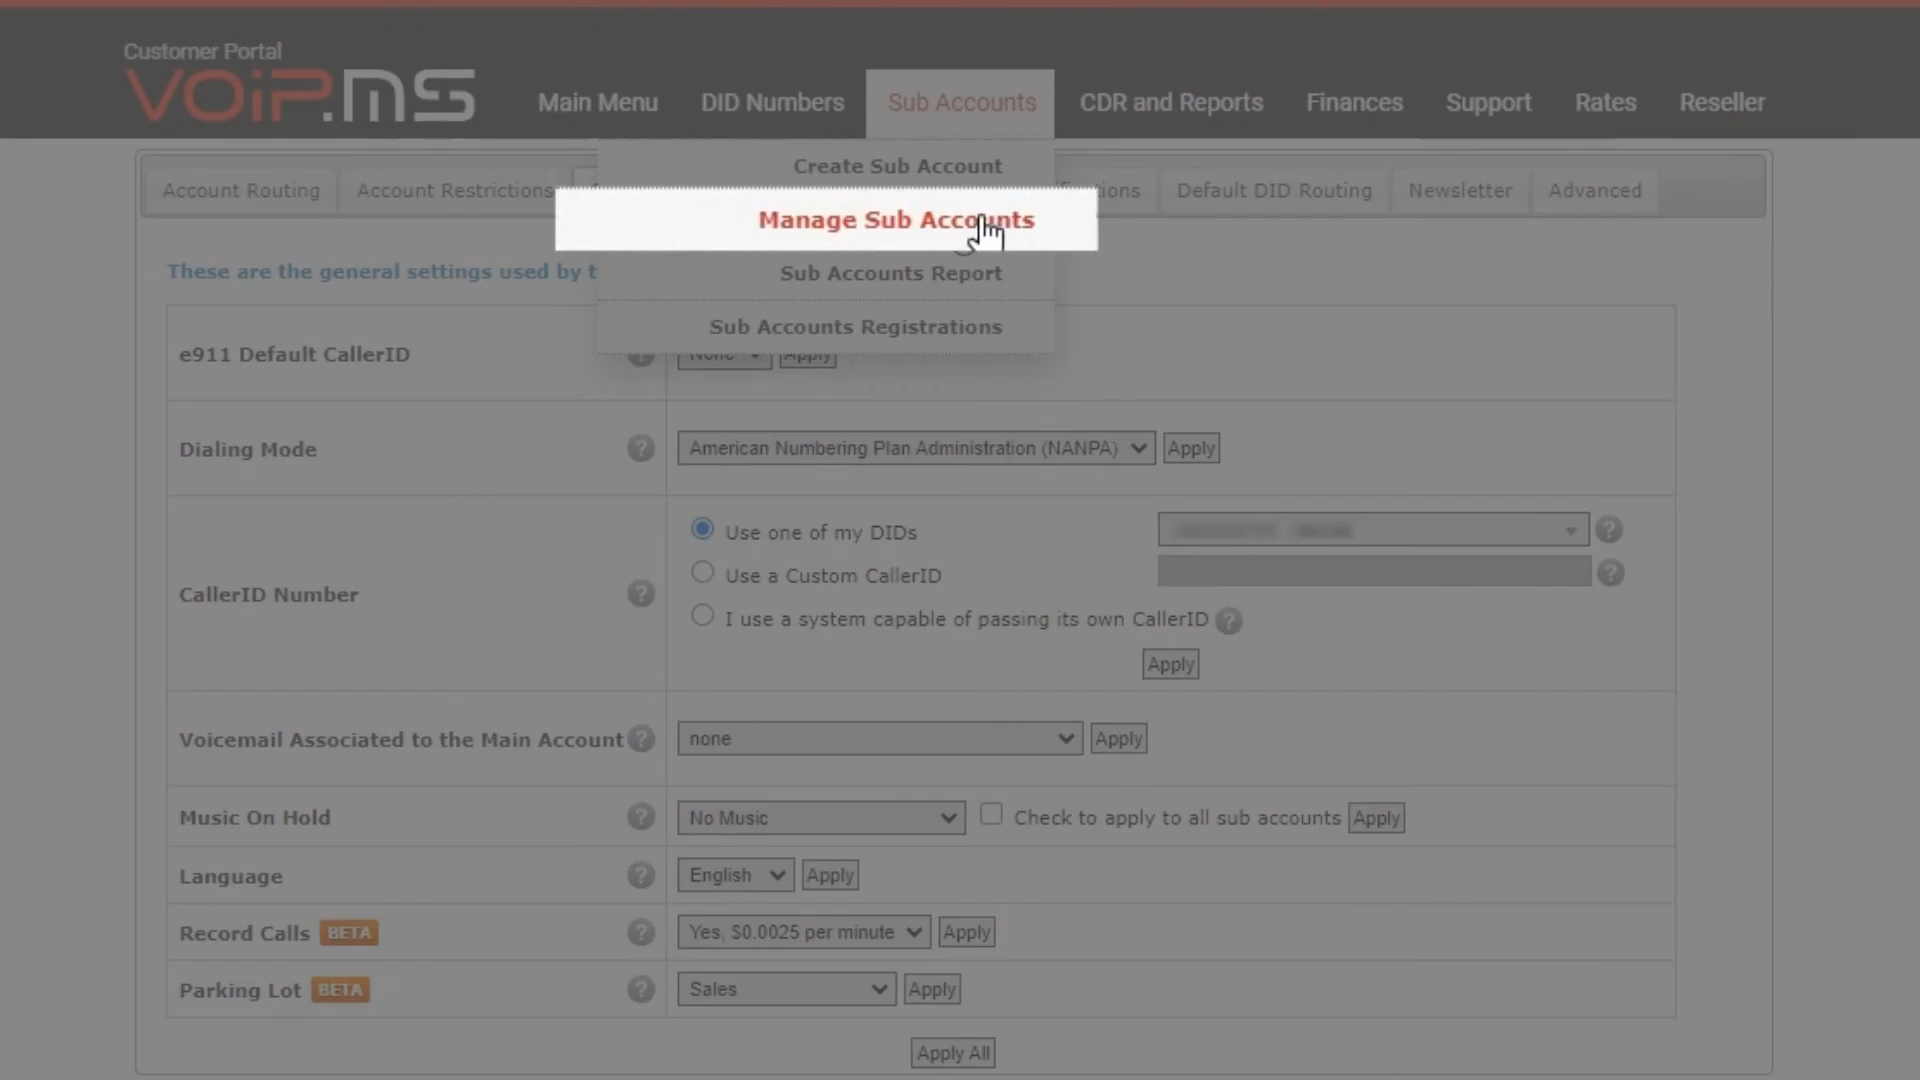 Customer Portal
VOIP.MS
Main Menu
DID Numbers
Sub Accounts
CDR and Reports
Finances
Support
Rates
Reseller
Create Sub Account
Manage Sub Accounts
Sub Accounts Report
Sub Accounts Registrations
Account Routing
Account Restrictions
Default DID Routing
Newsletter
Advanced
These are the general settings used by
e911 Default CallerID
? None Apply
Dialing Mode ? American Numbering Plan Administration (NANPA) Apply
CallerID Number ?
Use one of my DIDs ?
Use a Custom CallerID ?
I use a system capable of passing its own CallerID ?
Apply
Voicemail Associated to the Main Account ? none Apply
Music On Hold ? No Music Check to apply to all sub accounts Apply
Language ? English Apply
Record Calls BETA ? Yes, $0.0025 per minute Apply
Parking Lot BETA ? Sales Apply
Apply All